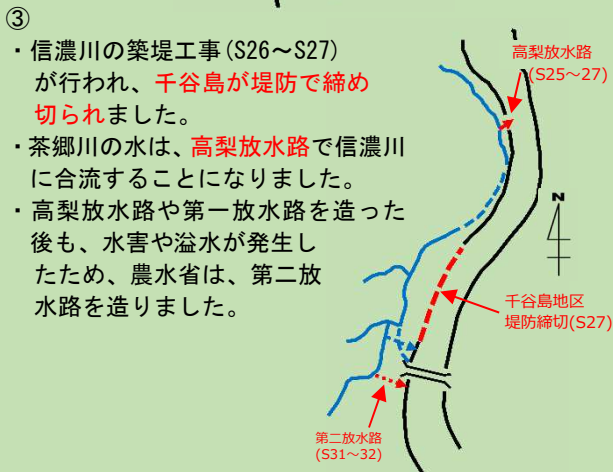 ③
・信濃川の築堤工事(S26～S27)
が行われ、千谷島が堤防で締め
切られました。
・茶郷川の水は、高梨放水路で信濃川
に合流することになりました。
・高梨放水路や第一放水路を造った
後も、水害や溢水が発生し
たため、農水省は、第二放
水路を造りました。
高梨放水路
(S25～27)
N
千谷島地区
堤防締切(S27)
第二放水路
(S31～32)